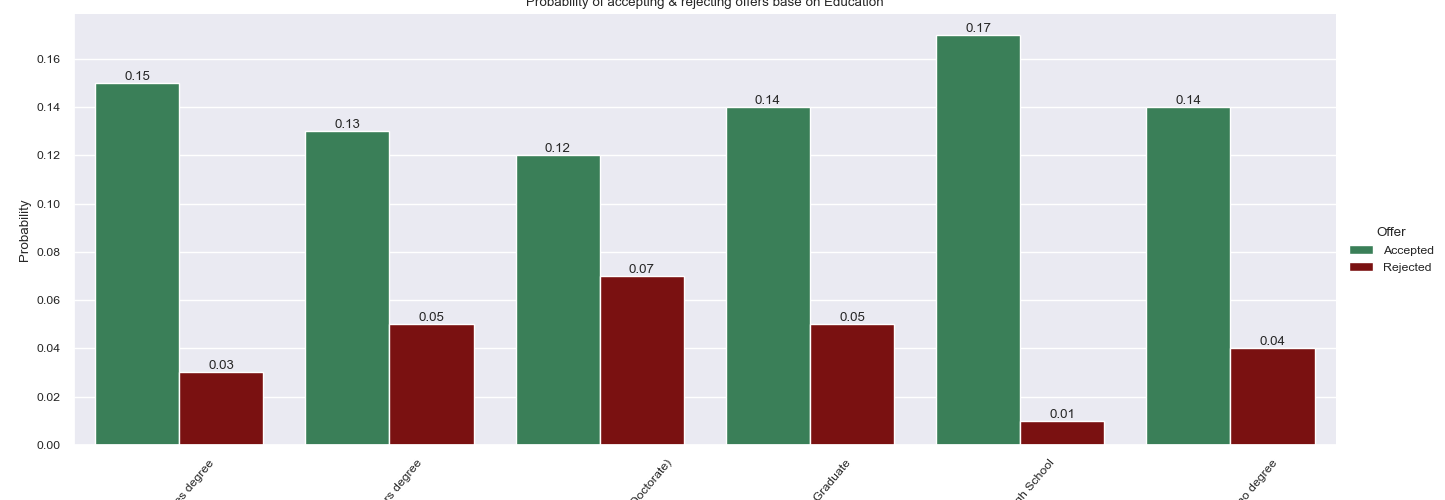 Probability of accepting & rejecting offers base on Education
0.17
0.16
0.15
0.14
0.14
0.14
0.13
0.12
0.12
0.10
Probability
0.08
0.07
0.06
0.05
0.05
0.04
0.04
0.03
0.02
0.01
0.00
Offer
Accepted
Rejected
degree
degree
Doctorate)
Graduate
School
degree